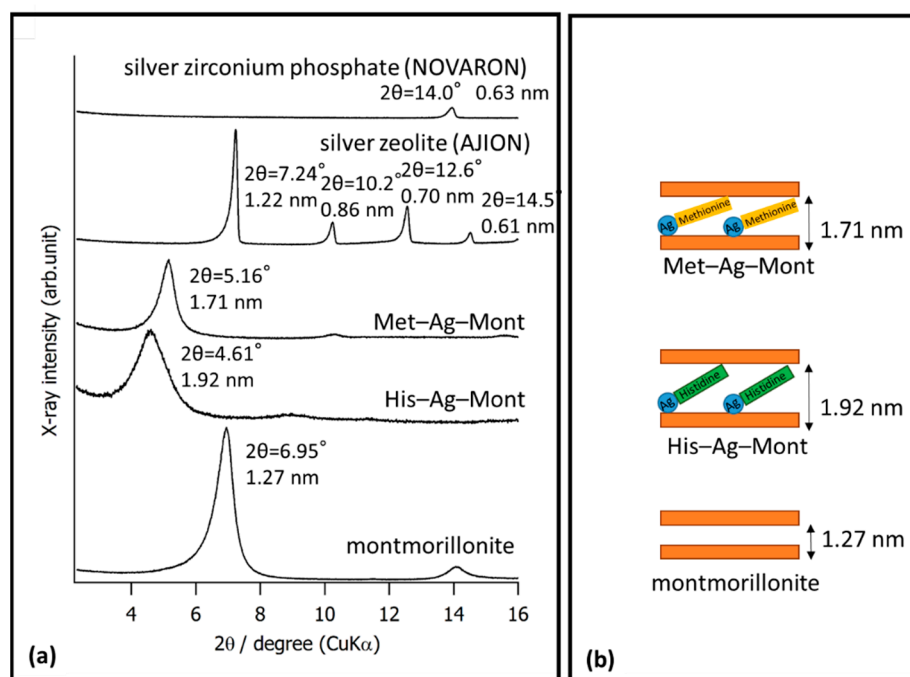 silver zirconium phosphate (NOVARON)
2θ=14.0° 0.63 nm
silver zeolite (AJION)
2θ=7.24°
1.22 nm
2θ=10.2°
0.86 nm
2θ=12.6°
0.70 nm
2θ=14.5°
0.61 nm
2θ=5.16°
1.71 nm
Met–Ag–Mont
2θ=4.61°
1.92 nm
His–Ag–Mont
2θ=6.95°
1.27 nm
montmorillonite
X-ray intensity (arb.unit)
4 6 8 10 12 14 16
2θ / degree (CuKα)
(a)
Ag Methionine Ag Methionine
1.71 nm
Met–Ag–Mont
Ag Histidine Ag Histidine
1.92 nm
His–Ag–Mont
1.27 nm
montmorillonite
(b)